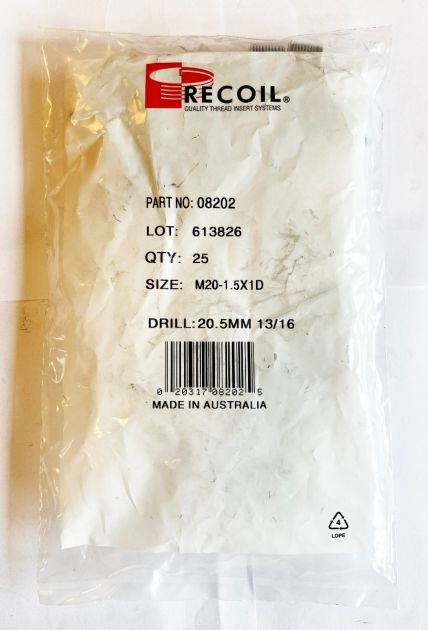 RECOIL®
QUALITY THREAD INSERT SYSTEMS
PART NO: 08202
LOT: 613826
QTY: 25
SIZE: M20-1.5X1D
DRILL: 20.5MM 13/16
0 20317 08202 5
MADE IN AUSTRALIA
4
LDPE